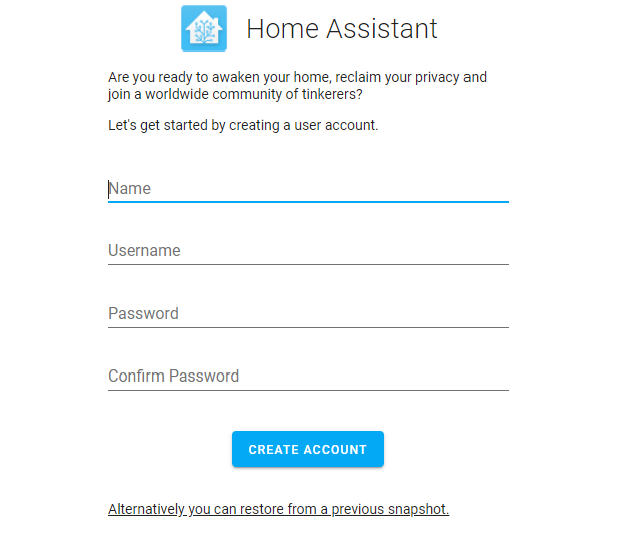 Home Assistant
Are you ready to awaken your home, reclaim your privacy and
join a worldwide community of tinkerers?
Let's get started by creating a user account.
Name
Username
Password
Confirm Password
CREATE ACCOUNT
Alternatively you can restore from a previous snapshot.